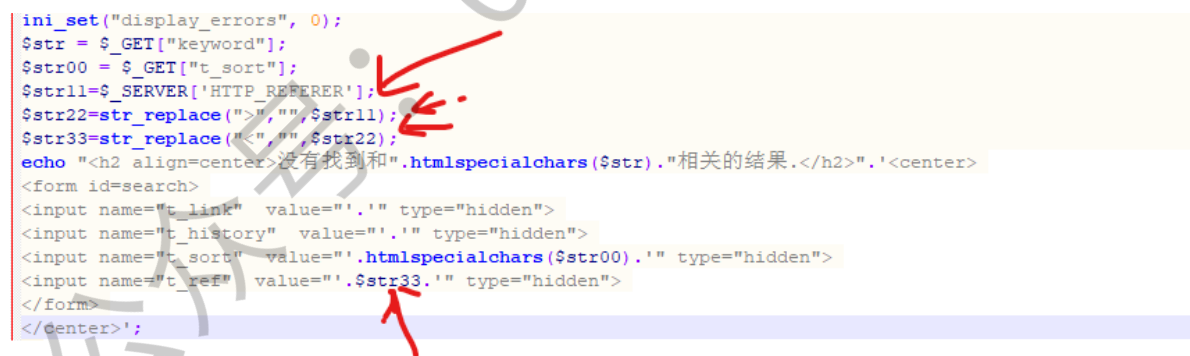 ini_set("display_errors", 0);
$str = $_GET["keyword"];
$str00 = $_GET["t_sort"];
$str11=$_SERVER['HTTP_REFERER'];
$str22=str_replace(">","",$str11);
$str33=str_replace("<","",$str22);
echo "<h2 align=center>没有找到和".htmlspecialchars($str)."相关的结果.</h2>".'<center>
<form id=search>
<input name="t_link"  value="'.'" type="hidden">
<input name="t_history"  value="'.'" type="hidden">
<input name="t_sort"  value="'.htmlspecialchars($str00).'" type="hidden">
<input name="t_ref"  value="'.$str33.'" type="hidden">
</form>
</center>';
公众号: